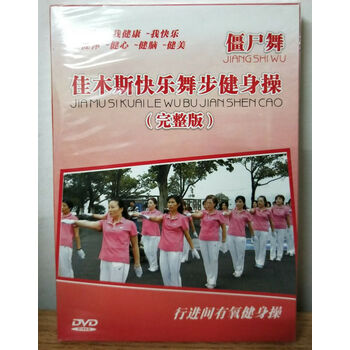 我健康 -我快乐
-健心 -健脑 -健美
僵尸舞
JIANG SHI WU
佳木斯快乐舞步健身操
JIA MU SI KUAI LE WU BU JIAN SHEN CAO
（完整版）
行进间有氧健身操
DVD